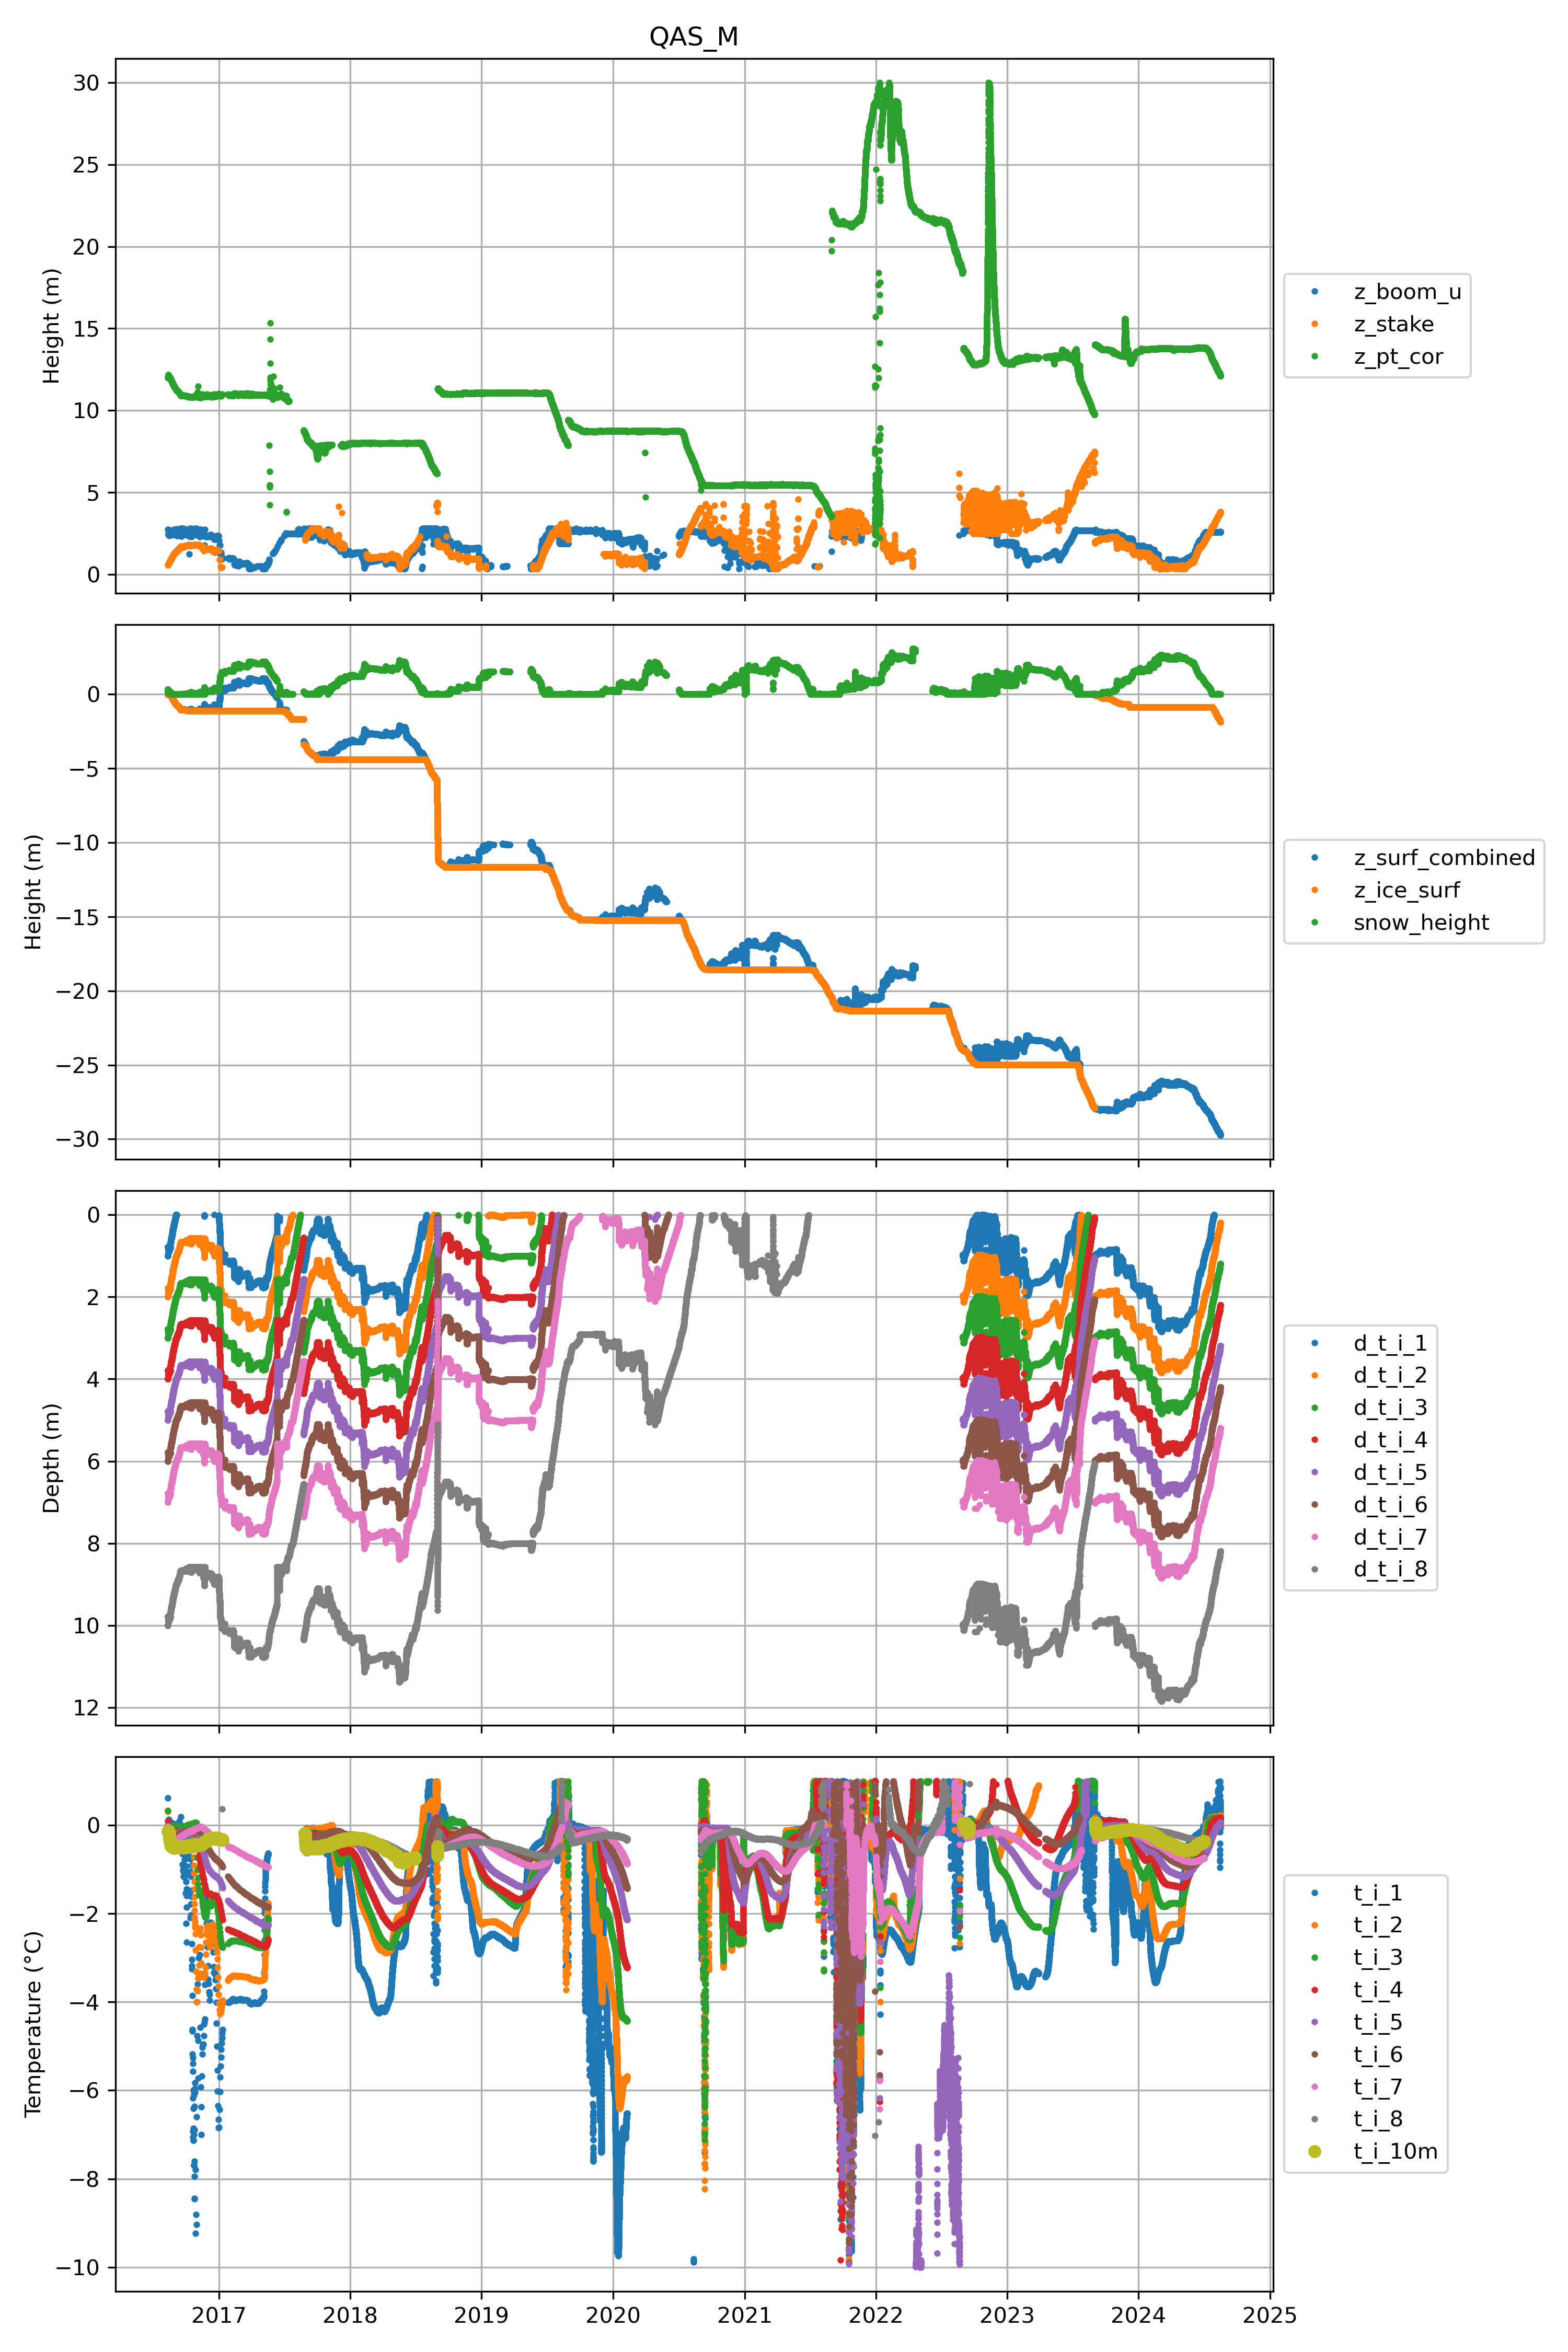 QAS_M
30
25
20
15
10
5
0
Height (m)
z_boom_u
z_stake
z_pt_cor
0
−5
−10
−15
−20
−25
−30
Height (m)
z_surf_combined
z_ice_surf
snow_height
0
2
4
6
8
10
12
Depth (m)
d_t_i_1
d_t_i_2
d_t_i_3
d_t_i_4
d_t_i_5
d_t_i_6
d_t_i_7
d_t_i_8
0
−2
−4
−6
−8
−10
Temperature (°C)
t_i_1
t_i_2
t_i_3
t_i_4
t_i_5
t_i_6
t_i_7
t_i_8
t_i_10m
2017 2018 2019 2020 2021 2022 2023 2024 2025